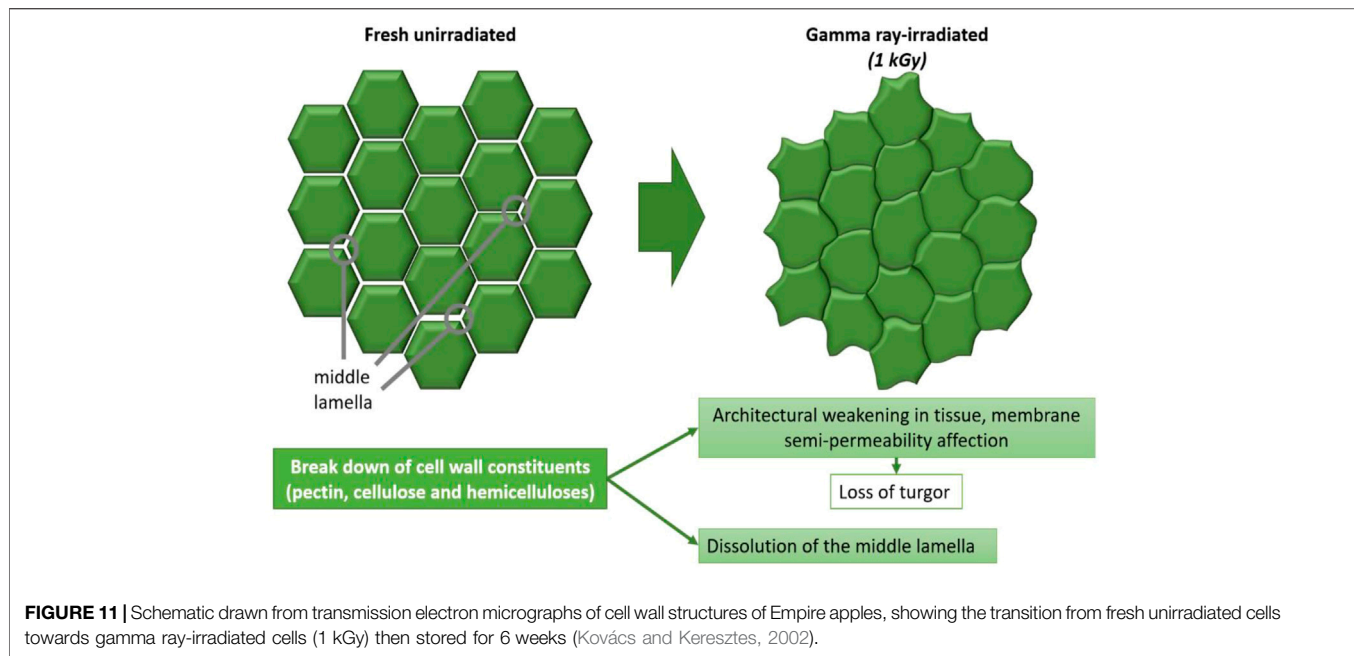 Fresh unirradiated
Gamma ray-irradiated
(1 kGy)
middle
lamella
Break down of cell wall constituents
(pectin, cellulose and hemicelluloses)
Architectural weakening in tissue, membrane
semi-permeability affection
Loss of turgor
Dissolution of the middle lamella
FIGURE 11 | Schematic drawn from transmission electron micrographs of cell wall structures of Empire apples, showing the transition from fresh unirradiated cells
towards gamma ray-irradiated cells (1 kGy) then stored for 6 weeks (Kovács and Keresztes, 2002).